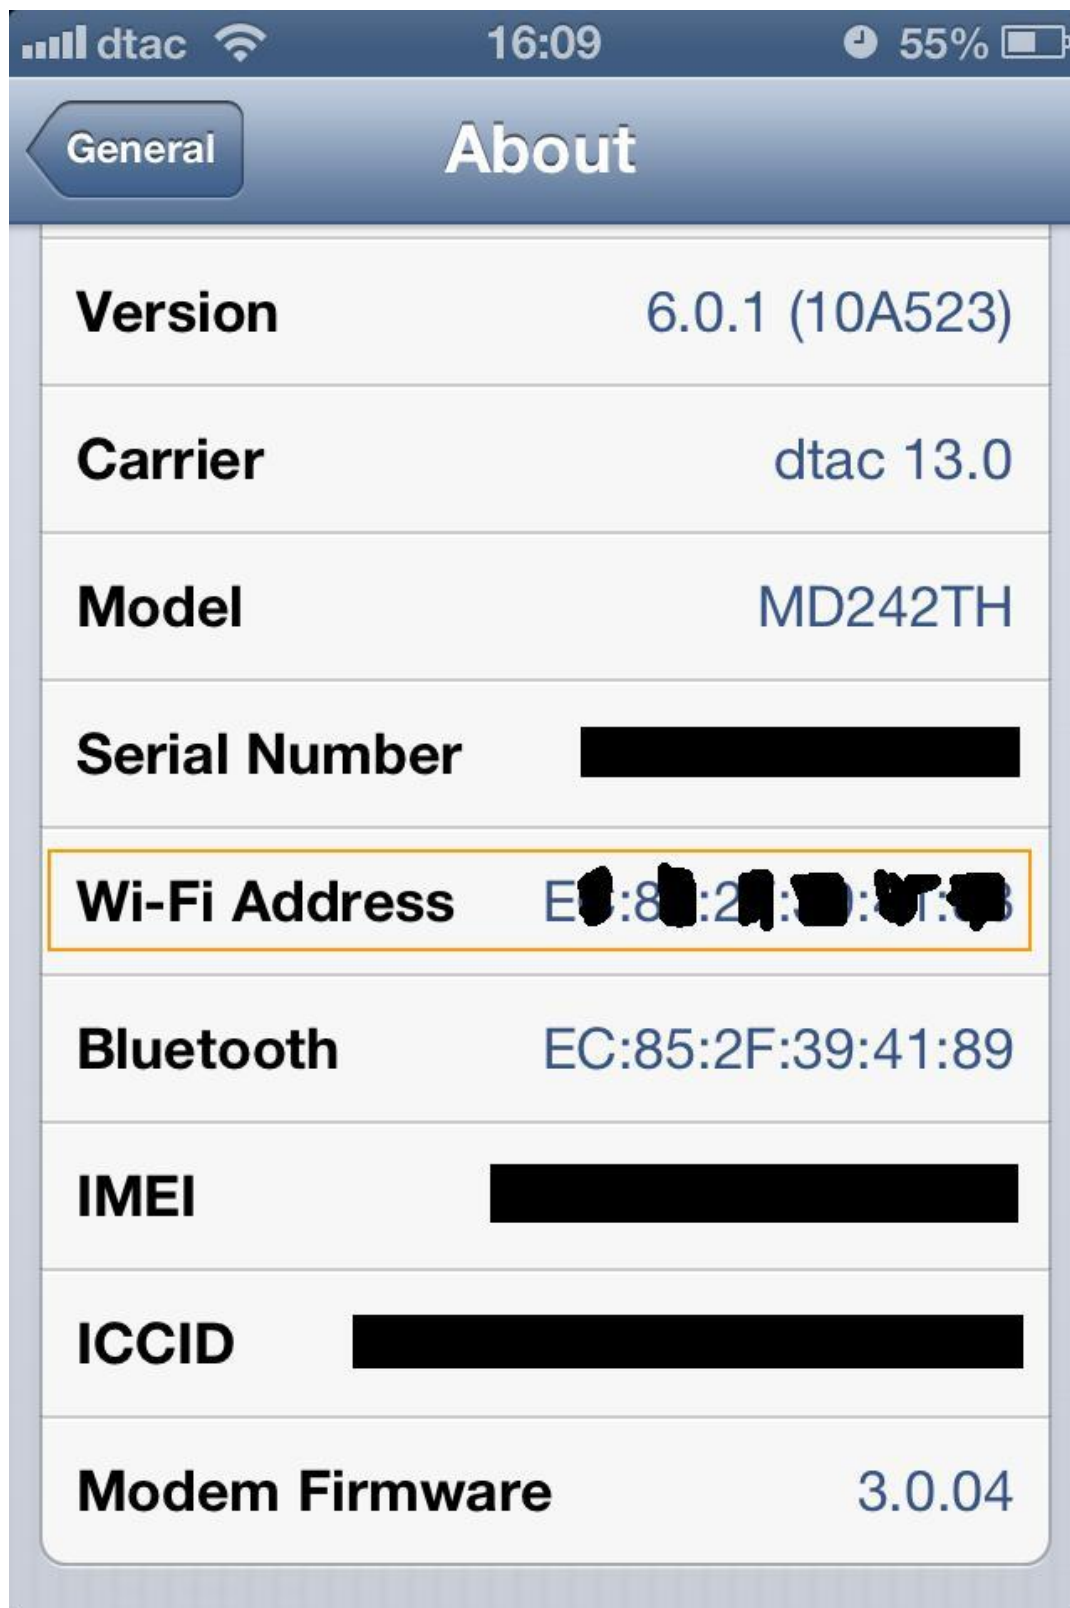 dtac 16:09 55%
General About
Version 6.0.1 (10A523)
Carrier dtac 13.0
Model MD242TH
Serial Number
Wi-Fi Address
Bluetooth EC:85:2F:39:41:89
IMEI
ICCID
Modem Firmware 3.0.04